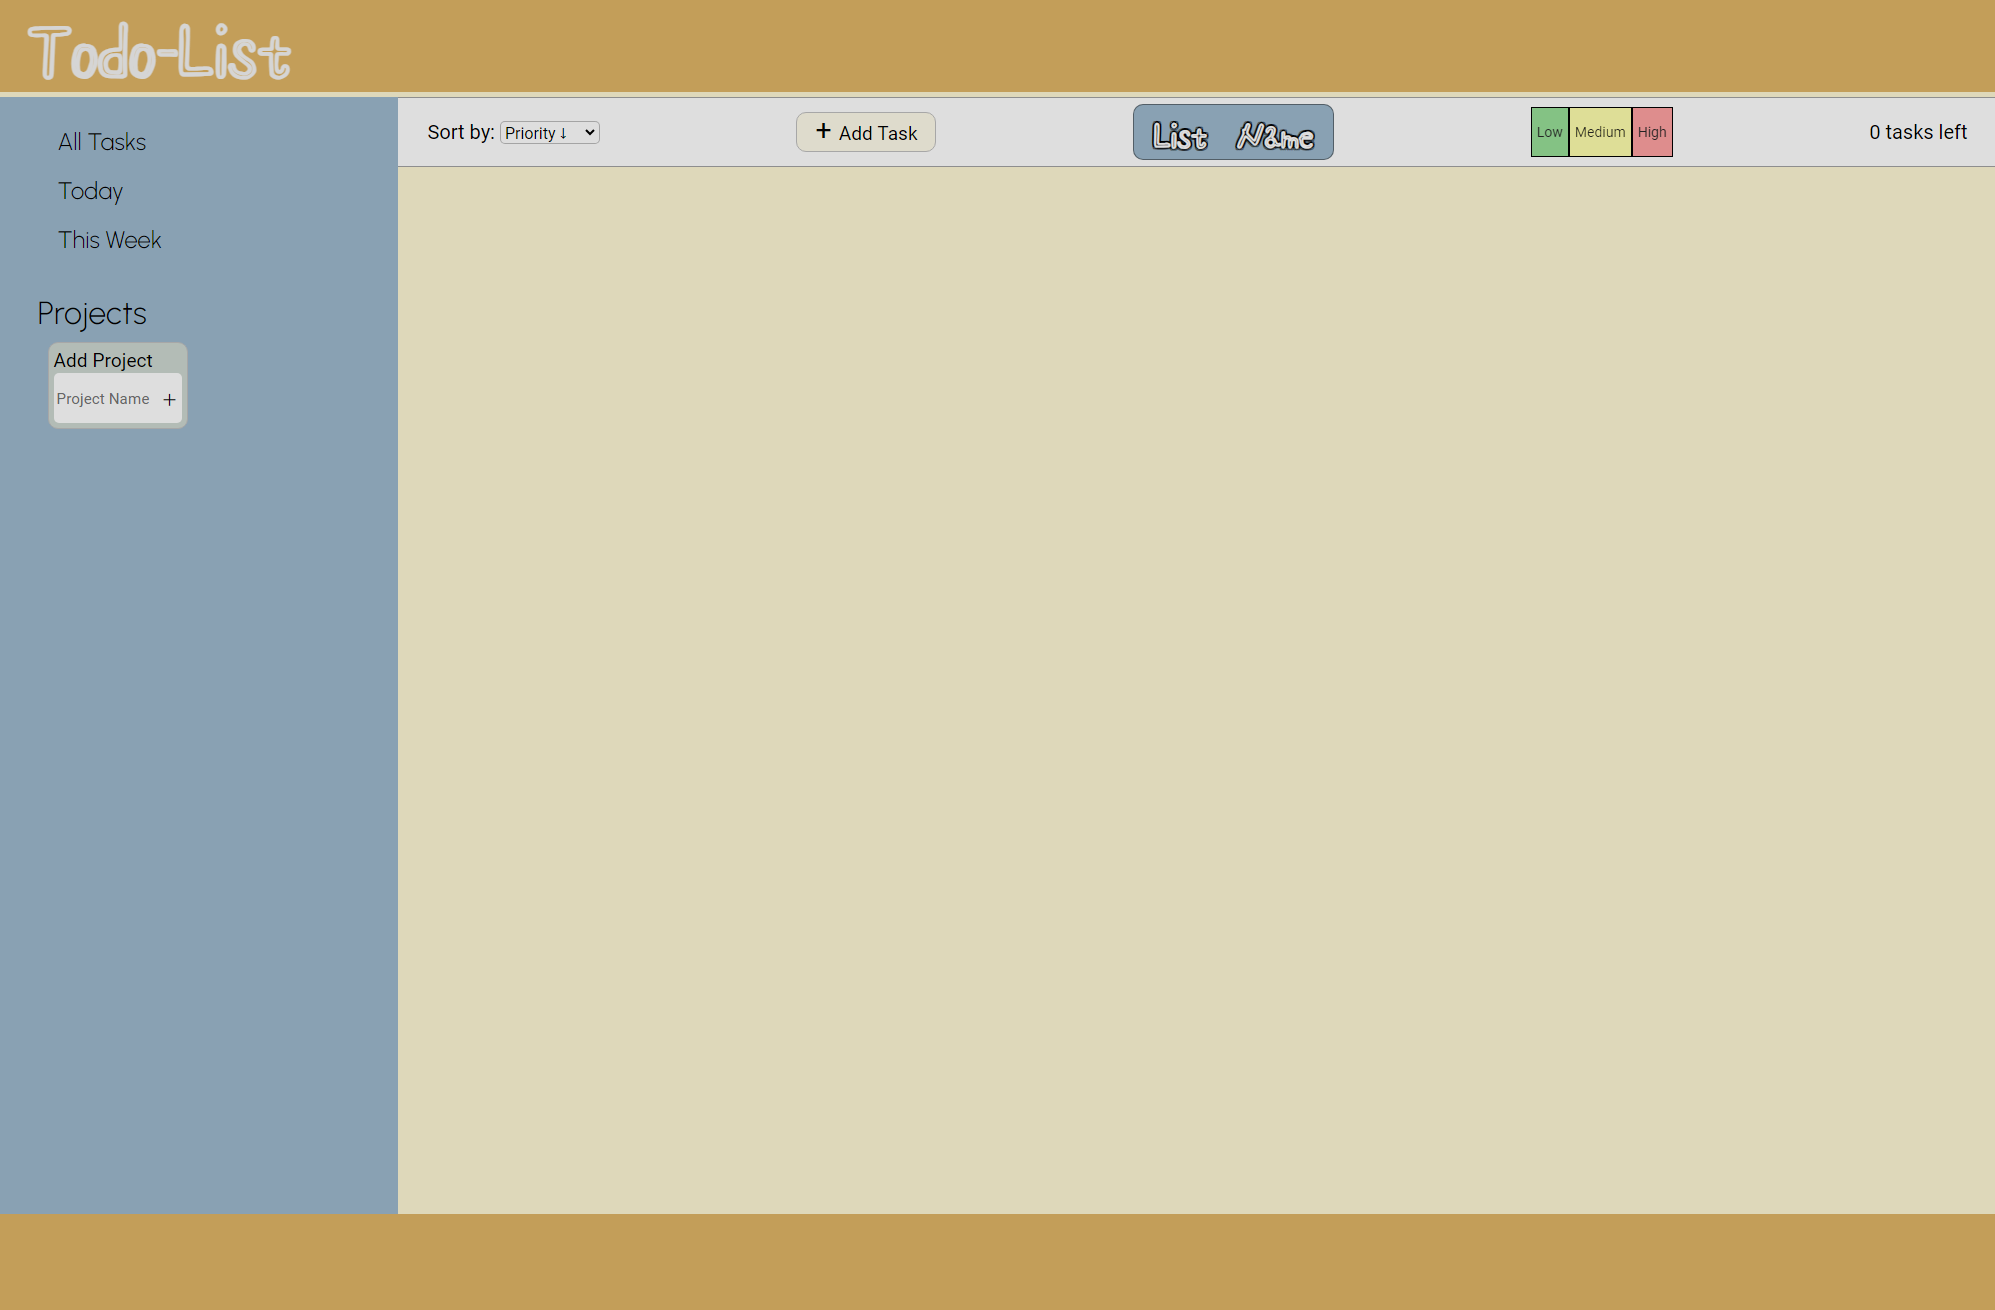 Todo-List
All Tasks
Today
This Week
Projects
Add Project
Project Name +
Sort by: Priority ↓
+ Add Task
List Name
Low Medium High
0 tasks left